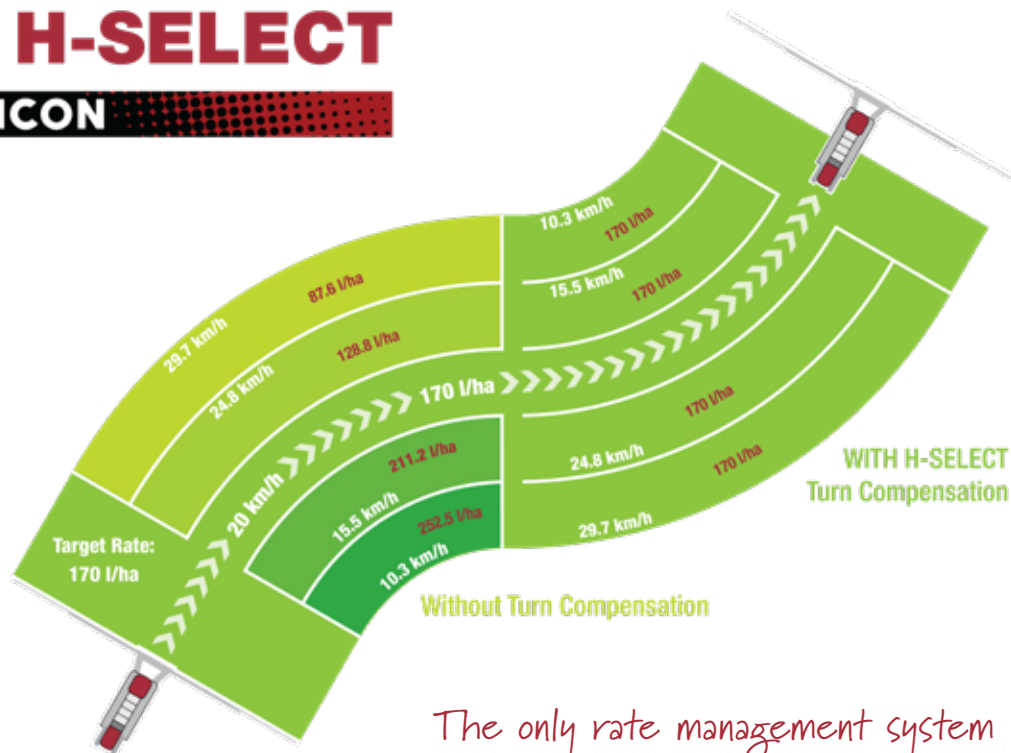 H-SELECT
ICON
10.3 km/h
170 l/ha
15.5 km/h
170 l/ha
87.6 l/ha
29.7 km/h
128.8 l/ha
24.8 km/h
170 l/ha
20 km/h
211.2 l/ha
15.5 km/h
252.5 l/ha
10.3 km/h
170 l/ha
24.8 km/h
170 l/ha
29.7 km/h
WITH H-SELECT
Turn Compensation
Target Rate:
170 l/ha
Without Turn Compensation
The only rate management system